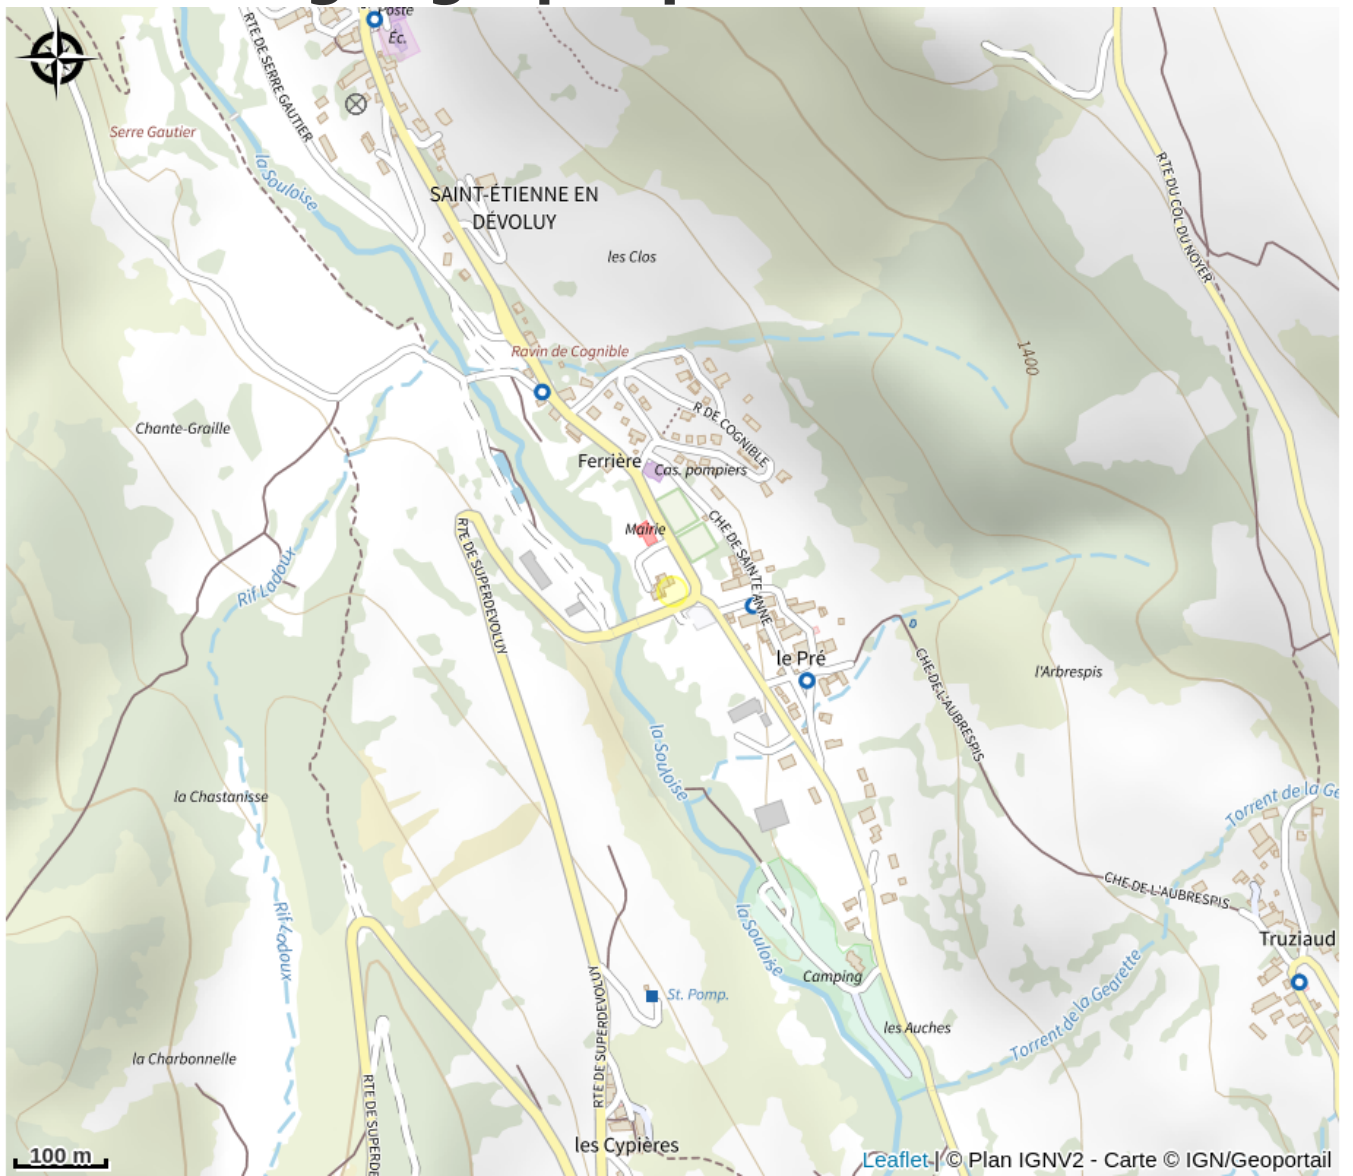 Poste
Éc.
RTE DE SERRE GAUTIER
Serre Gautier
la Souloise
SAINT-ÉTIENNE EN
DÉVOLUY
les Clos
RTE DU COL DU NOYER
Ravin de Cognible
1400
Chante-Graille
R DE COGNIBLE
Ferrière
Cas. pompiers
RTE DE SUPERDEVOLUY
Mairie
CHE DE SAINTE ANNE
Rif Ladoux
le Pré
l'Arbrespis
CHE DE L'AUBRESPIS
la Souloise
la Chastanisse
Torrent de la Ge
CHE DE L'AUBRESPIS
Rif Ladoux
la Souloise
Truziaud
Camping
St. Pomp.
RTE DE SUPERDEVOLUY
les Auches
Torrent de la Gearette
la Charbonnelle
RTE DE SUPERDE
les Cypières
100 m
Leaflet | © Plan IGNV2 - Carte © IGN/Geoportail